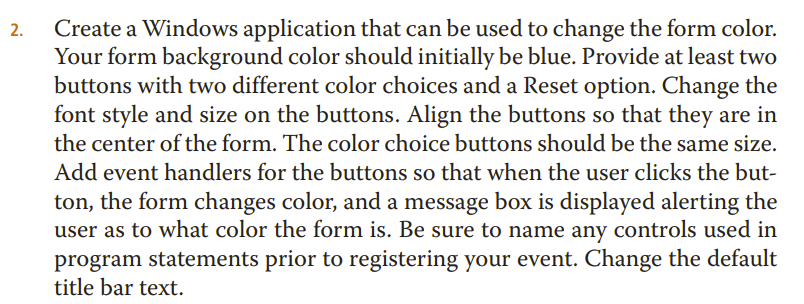 2. Create a Windows application that can be used to change the form color.
Your form background color should initially be blue. Provide at least two
buttons with two different color choices and a Reset option. Change the
font style and size on the buttons. Align the buttons so that they are in
the center of the form. The color choice buttons should be the same size.
Add event handlers for the buttons so that when the user clicks the but-
ton, the form changes color, and a message box is displayed alerting the
user as to what color the form is. Be sure to name any controls used in
program statements prior to registering your event. Change the default
title bar text.